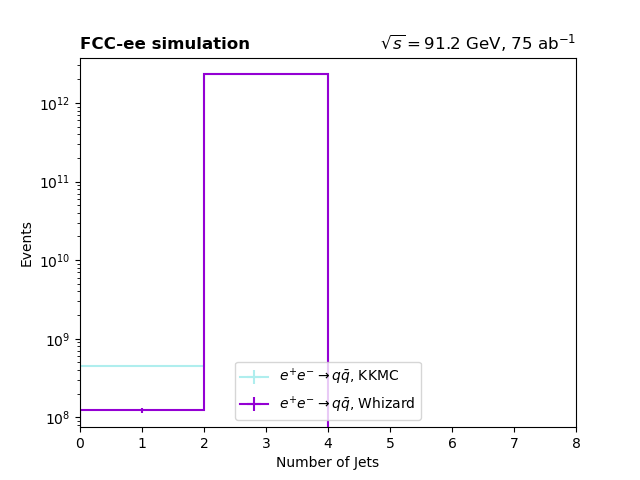 FCC-ee simulation
√s = 91.2 GeV, 75 ab⁻¹
10¹²
10¹¹
10¹⁰
10⁹
10⁸
Events
e⁺e⁻ → qq̄, KKMC
e⁺e⁻ → qq̄, Whizard
0 1 2 3 4 5 6 7 8
Number of Jets